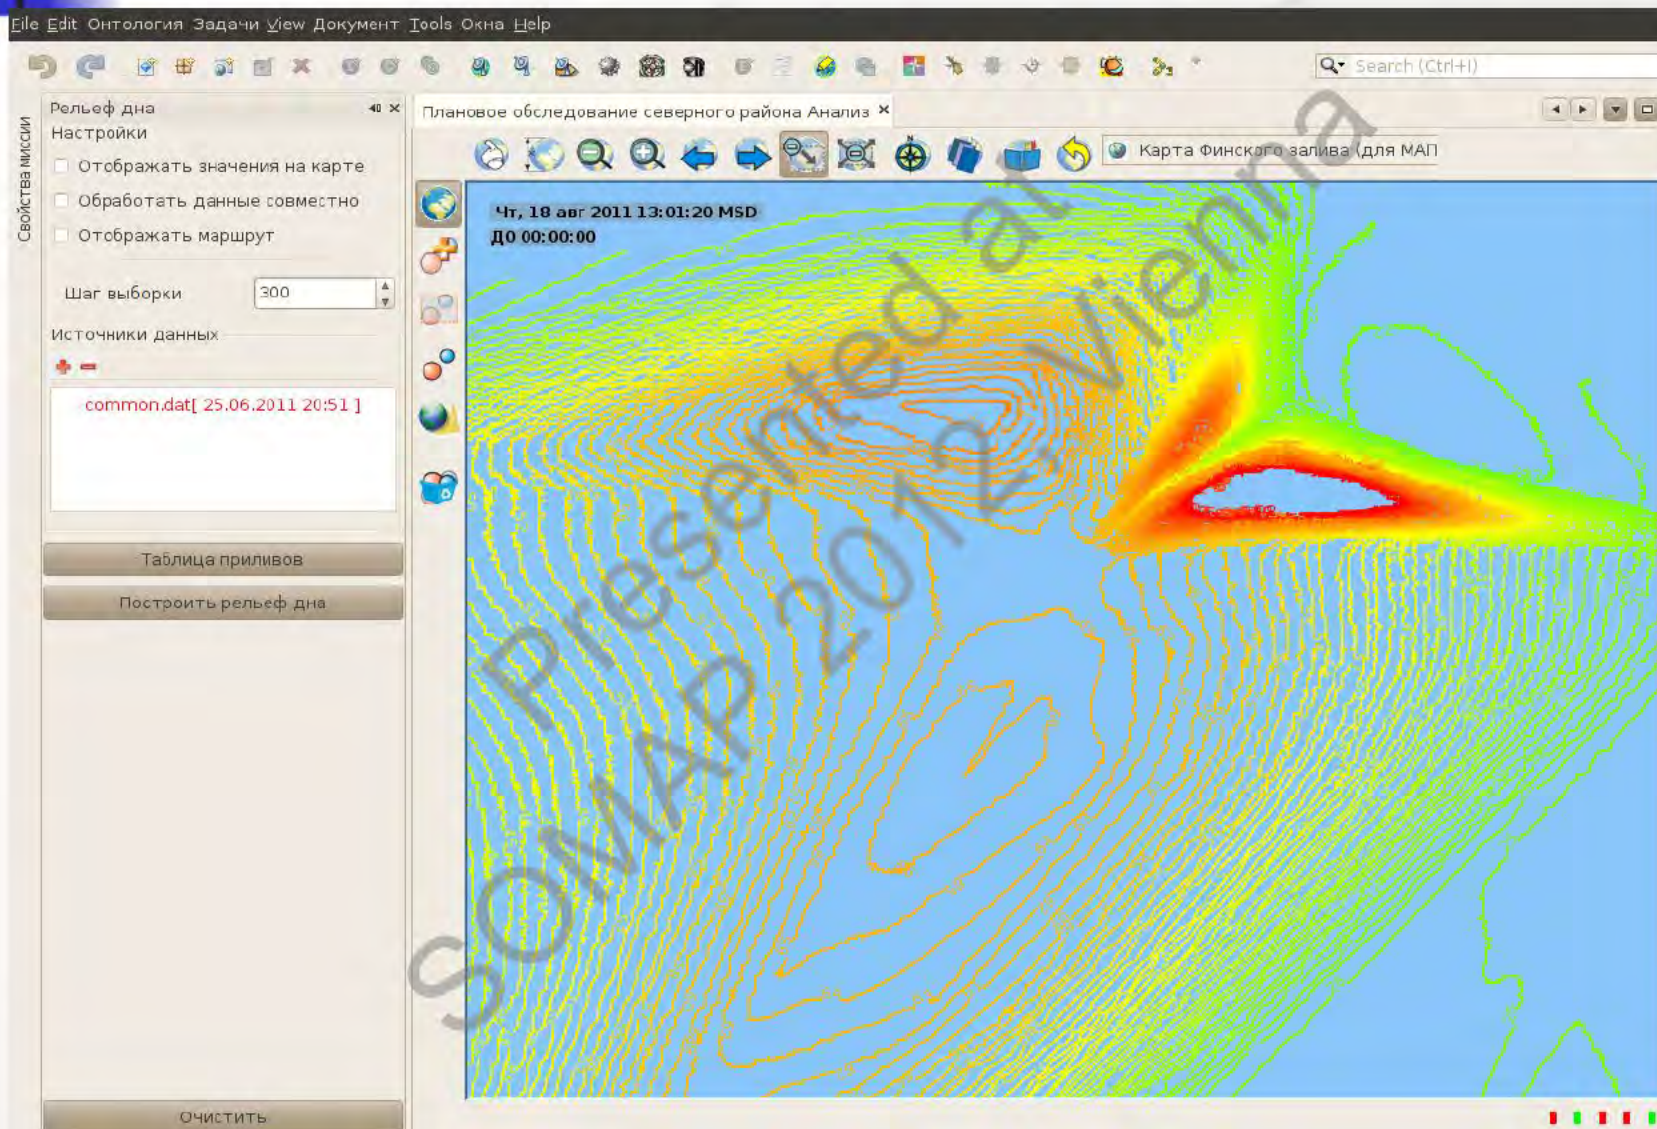 File Edit Онтология Задачи View Документ Tools Окна Help
Search (Ctrl+I)
Свойства миссии
Рельеф дна
Настройки
Отображать значения на карте
Обработать данные совместно
Отображать маршрут
Шаг выборки 300
Источники данных
common.dat[ 25.06.2011 20:51 ]
Таблица приливов
Построить рельеф дна
Очистить
Плановое обследование северного района Анализ
Карта Финского залива (для МАП
Чт, 18 авг 2011 13:01:20 MSD
Д0 00:00:00
Presented at
SOMAP 2012, Vienna